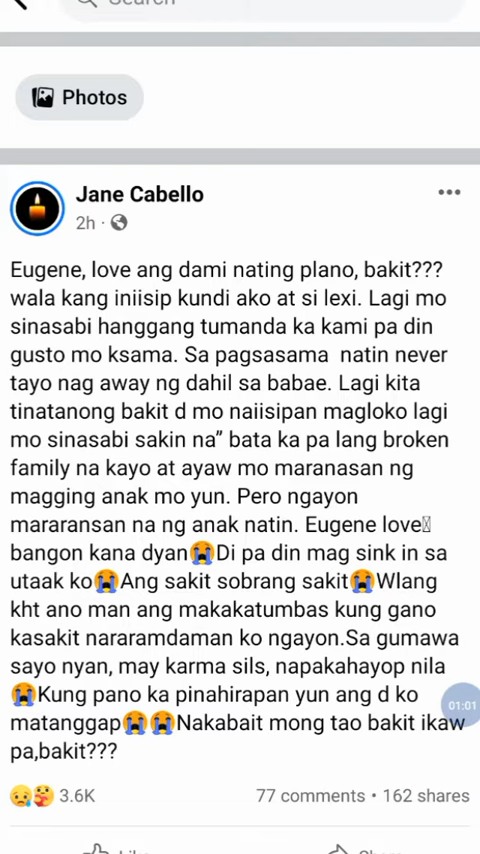 Search
Photos
Jane Cabello
2h
Eugene, love ang dami nating plano, bakit???
wala kang iniisip kundi ako at si lexi. Lagi mo
sinasabi hanggang tumanda ka kami pa din
gusto mo ksama. Sa pagsasama natin never
tayo nag away ng dahil sa babae. Lagi kita
tinatanong bakit d mo naiisipan magloko lagi
mo sinasabi sakin na” bata ka pa lang broken
family na kayo at ayaw mo maranasan ng
magging anak mo yun. Pero ngayon
mararansan na ng anak natin. Eugene love
bangon kana dyan😭Di pa din mag sink in sa
utaak ko😭Ang sakit sobrang sakit😭Wlang
kht ano man ang makakatumbas kung gano
kasakit nararamdaman ko ngayon.Sa gumawa
sayo nyan, may karma sils, napakahayop nila
😭Kung pano ka pinahirapan yun ang d ko
matanggap😭😭Nakabait mong tao bakit ikaw
pa,bakit???
01:01
3.6K 77 comments • 162 shares
Like Share